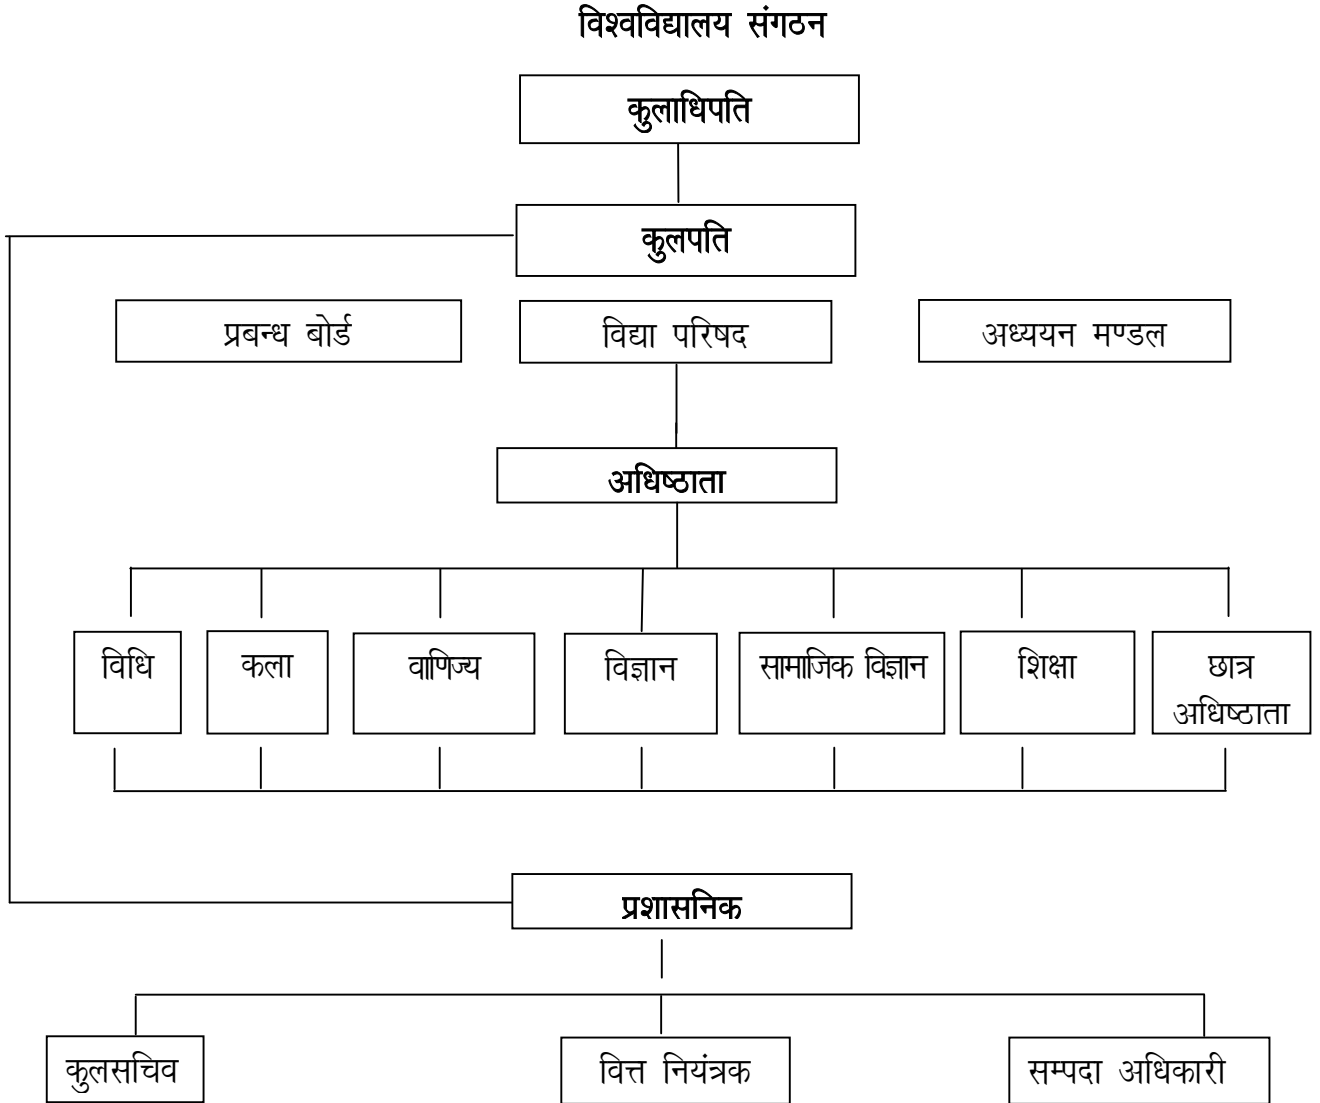 विश्वविद्यालय संगठन
कुलाधिपति
कुलपति
प्रबन्ध बोर्ड
विद्या परिषद
अध्ययन मण्डल
अधिष्ठाता
विधि
कला
वाणिज्य
विज्ञान
सामाजिक विज्ञान
शिक्षा
छात्र
अधिष्ठाता
प्रशासनिक
कुलसचिव
वित्त नियंत्रक
सम्पदा अधिकारी